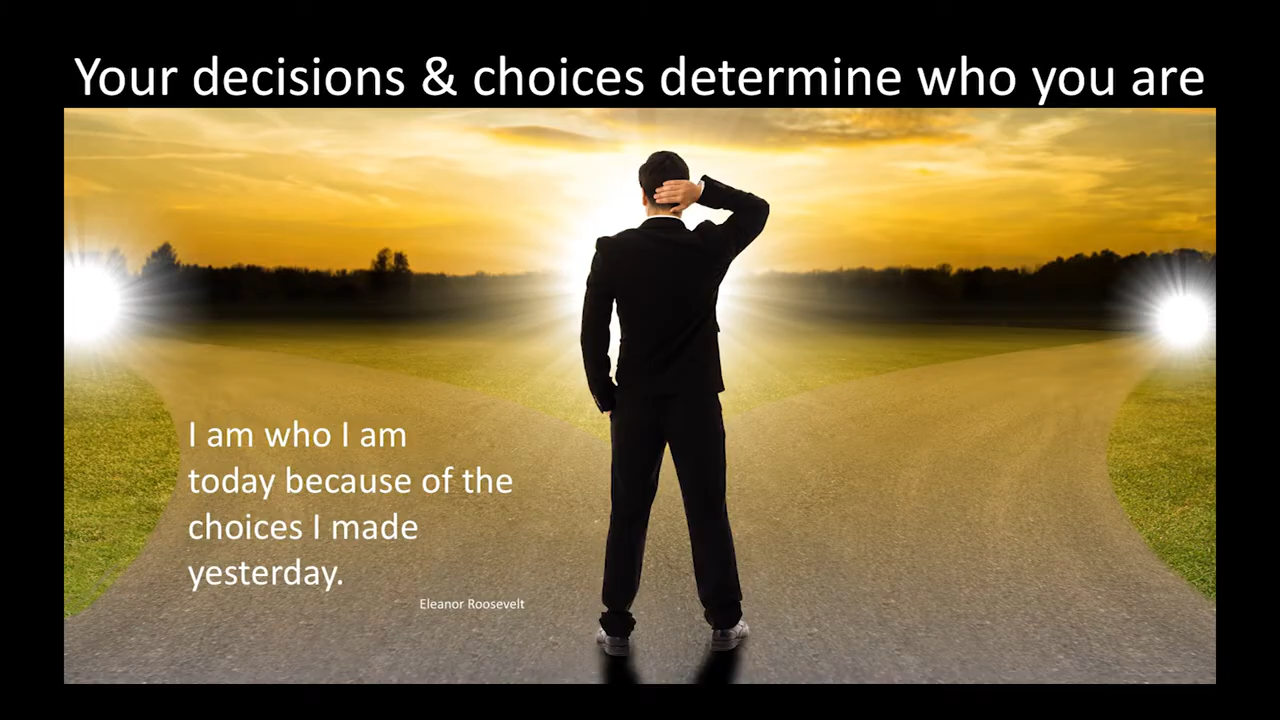 Your decisions & choices determine who you are
I am who I am
today because of the
choices I made
yesterday.
Eleanor Roosevelt